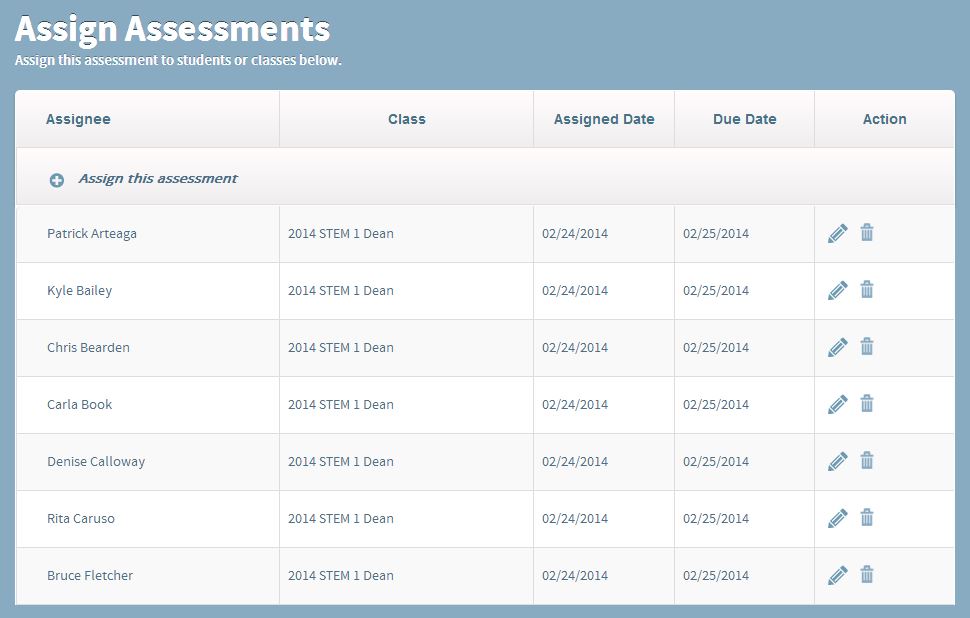 Assign Assessments
Assign this assessment to students or classes below.
Assignee Class Assigned Date Due Date Action
Assign this assessment
Patrick Arteaga 2014 STEM 1 Dean 02/24/2014 02/25/2014
Kyle Bailey 2014 STEM 1 Dean 02/24/2014 02/25/2014
Chris Bearden 2014 STEM 1 Dean 02/24/2014 02/25/2014
Carla Book 2014 STEM 1 Dean 02/24/2014 02/25/2014
Denise Calloway 2014 STEM 1 Dean 02/24/2014 02/25/2014
Rita Caruso 2014 STEM 1 Dean 02/24/2014 02/25/2014
Bruce Fletcher 2014 STEM 1 Dean 02/24/2014 02/25/2014